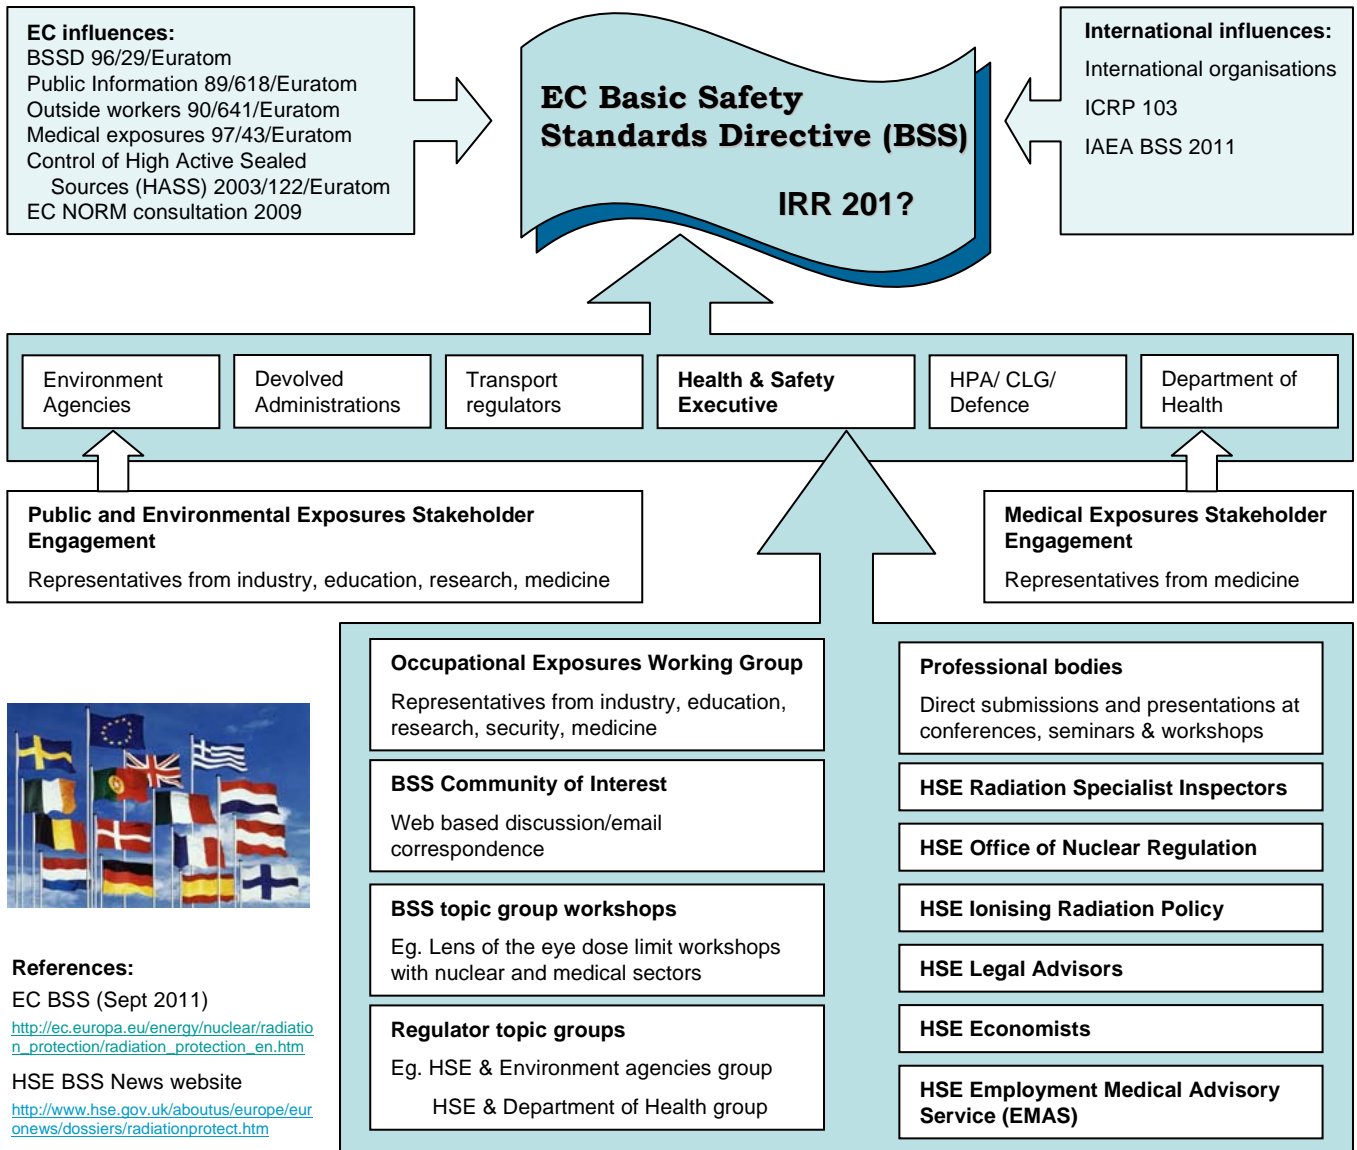 EC influences:
BSSD 96/29/Euratom
Public Information 89/618/Euratom
Outside workers 90/641/Euratom
Medical exposures 97/43/Euratom
Control of High Active Sealed
Sources (HASS) 2003/122/Euratom
EC NORM consultation 2009
EC Basic Safety
Standards Directive (BSS)
IRR 201?
International influences:
International organisations
ICRP 103
IAEA BSS 2011
Environment
Agencies
Devolved
Administrations
Transport
regulators
Health & Safety
Executive
HPA/ CLG/
Defence
Department of
Health
Public and Environmental Exposures Stakeholder
Engagement
Representatives from industry, education, research, medicine
Medical Exposures Stakeholder
Engagement
Representatives from medicine
Occupational Exposures Working Group
Representatives from industry, education,
research, security, medicine
BSS Community of Interest
Web based discussion/email
correspondence
BSS topic group workshops
Eg. Lens of the eye dose limit workshops
with nuclear and medical sectors
Regulator topic groups
Eg. HSE & Environment agencies group
HSE & Department of Health group
Professional bodies
Direct submissions and presentations at
conferences, seminars & workshops
HSE Radiation Specialist Inspectors
HSE Office of Nuclear Regulation
HSE Ionising Radiation Policy
HSE Legal Advisors
HSE Economists
HSE Employment Medical Advisory
Service (EMAS)
References:
EC BSS (Sept 2011)
http://ec.europa.eu/energy/nuclear/radiatio
n_protection/radiation_protection_en.htm
HSE BSS News website
http://www.hse.gov.uk/aboutus/europe/eur
onews/dossiers/radiationprotect.htm